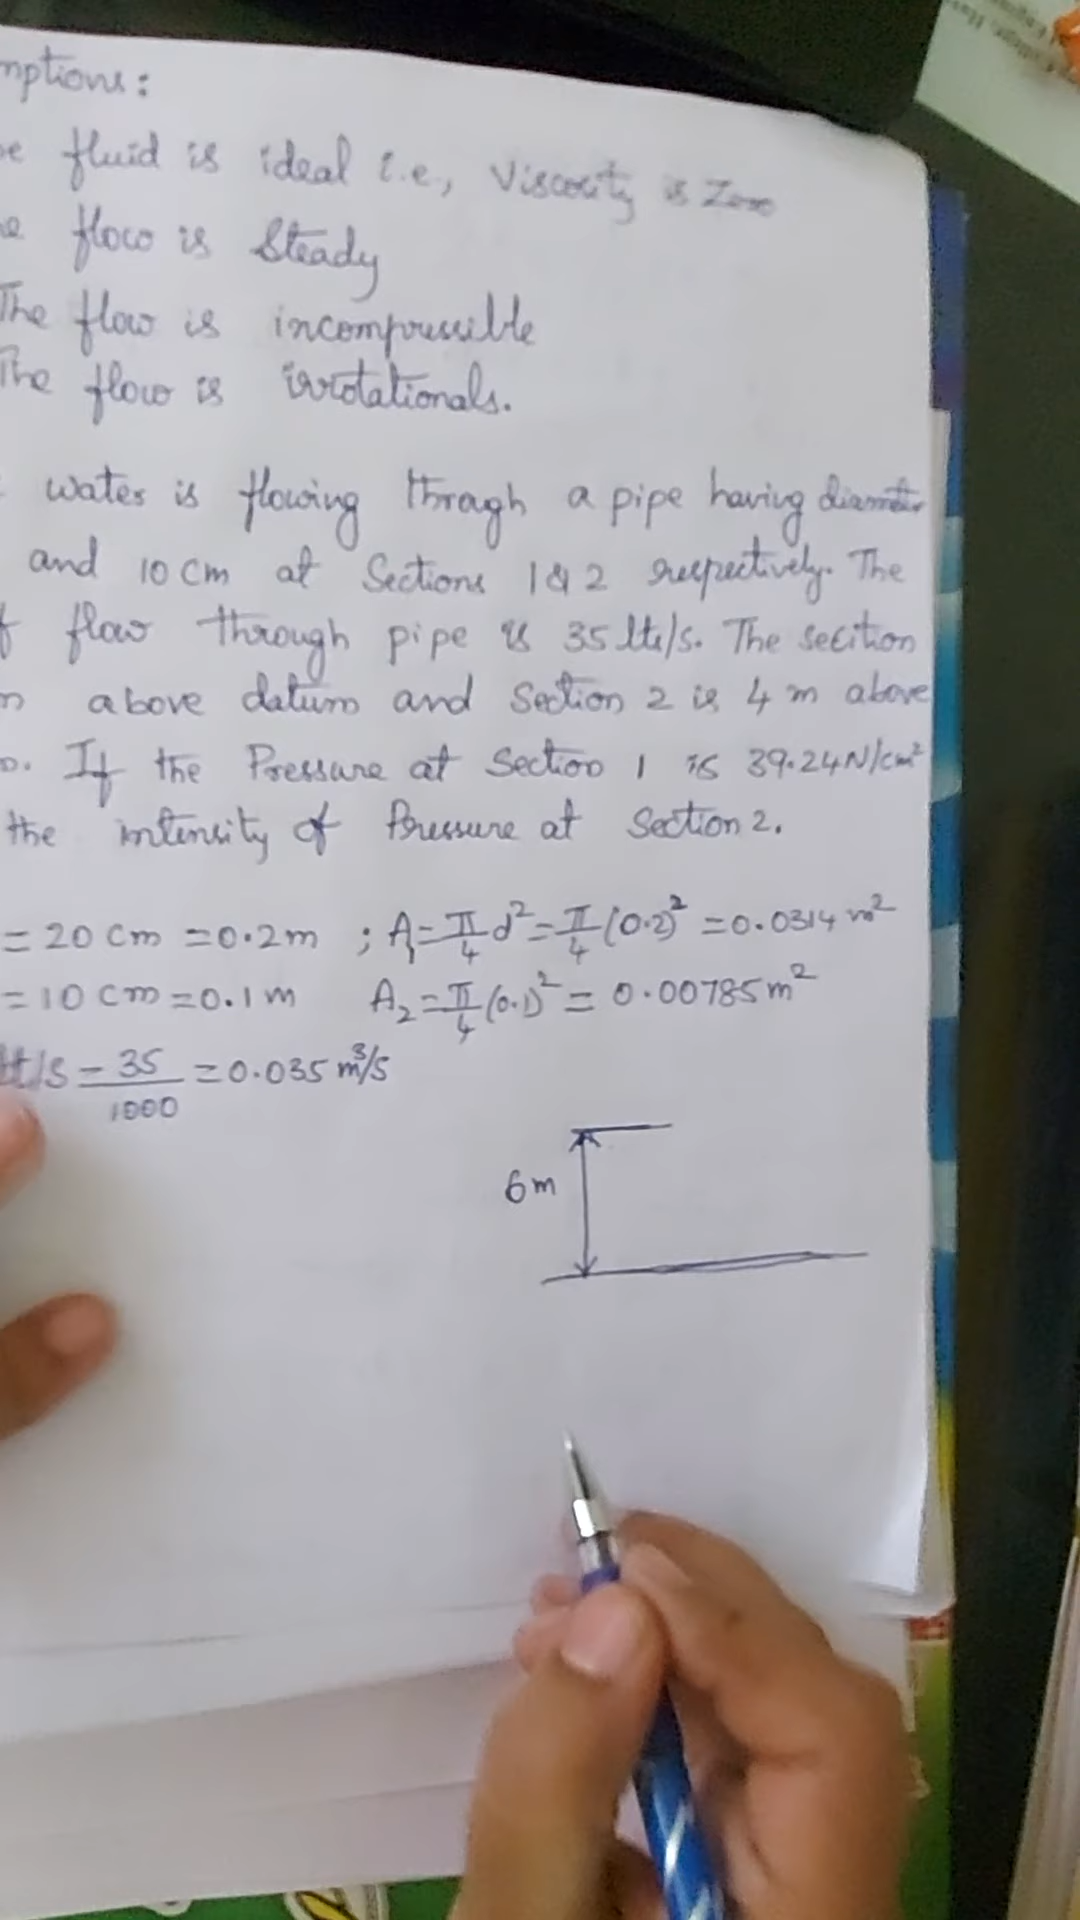 mptions:
e fluid is ideal i.e., Viscosity is Zero
e flow is Steady
The flow is incompressible
The flow is irrotationals.
water is flowing thragh a pipe having diameter
and 10 cm at Sections 1 & 2 respectively. The
f flow through pipe is 35 lts/s. The secition
m above datum and Section 2 is 4 m above
If the Pressure at Section 1 is 39.24N/cm²
the intensity of Pressure at Section 2.
= 20 cm = 0.2 m ; A₁ = π/4 d² = π/4 (0.2)² = 0.0314 m²
= 10 cm = 0.1 m A₂ = π/4 (0.1)² = 0.00785 m²
lt/s = 35/1000 = 0.035 m³/s
6m